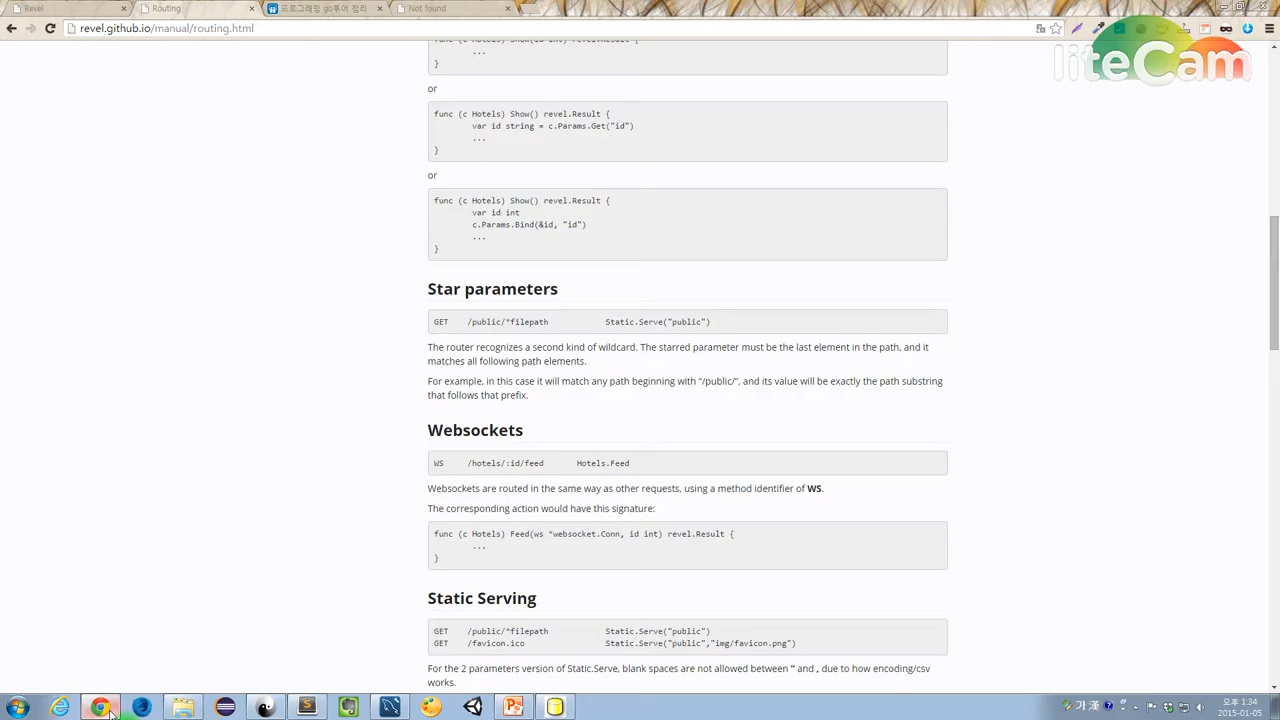 Revel
Routing
프로그래밍 go투어 정리
Not found
revel.github.io/manual/routing.html
liteCam
...
}
or
func (c Hotels) Show() revel.Result {
var id string = c.Params.Get("id")
...
}
or
func (c Hotels) Show() revel.Result {
var id int
c.Params.Bind(&id, "id")
...
}
Star parameters
GET /public/*filepath Static.Serve("public")
The router recognizes a second kind of wildcard. The starred parameter must be the last element in the path, and it
matches all following path elements.
For example, in this case it will match any path beginning with “/public/”, and its value will be exactly the path substring
that follows that prefix.
Websockets
WS /hotels/:id/feed Hotels.Feed
Websockets are routed in the same way as other requests, using a method identifier of WS.
The corresponding action would have this signature:
func (c Hotels) Feed(ws *websocket.Conn, id int) revel.Result {
...
}
Static Serving
GET /public/*filepath Static.Serve("public")
GET /favicon.ico Static.Serve("public","img/favicon.png")
For the 2 parameters version of Static.Serve, blank spaces are not allowed between " and , due to how encoding/csv
works.
가 漢
오후 1:34
2015-01-05